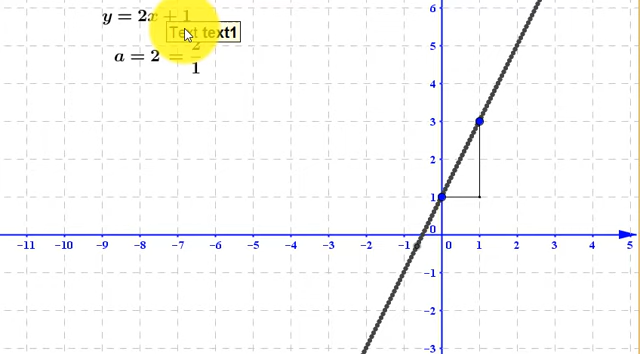 y = 2x + 1
Text text1
a = 2 = 2/1
6
5
4
3
2
1
0
−11 −10 −9 −8 −7 −6 −5 −4 −3 −2 −1 0 1 2 3 4 5
−1
−2
−3